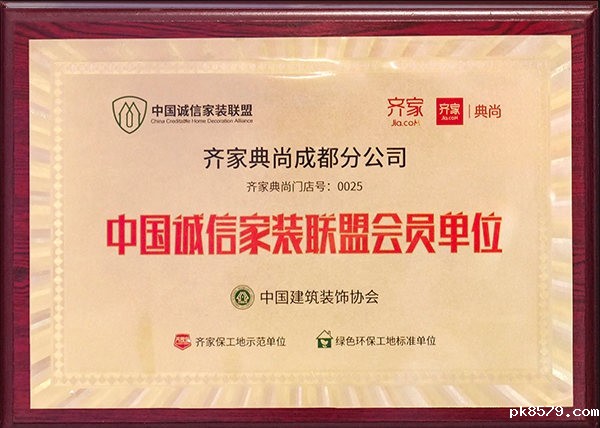 中国诚信家装联盟
China Creditable Home Decoration Alliance
齐家
Jia.com
齐家
Jia.com
典尚
齐家典尚成都分公司
齐家典尚门店号：0025
中国诚信家装联盟会员单位
中国建筑装饰协会
齐家保工地示范单位
绿色环保工地标准单位
pk8579.com